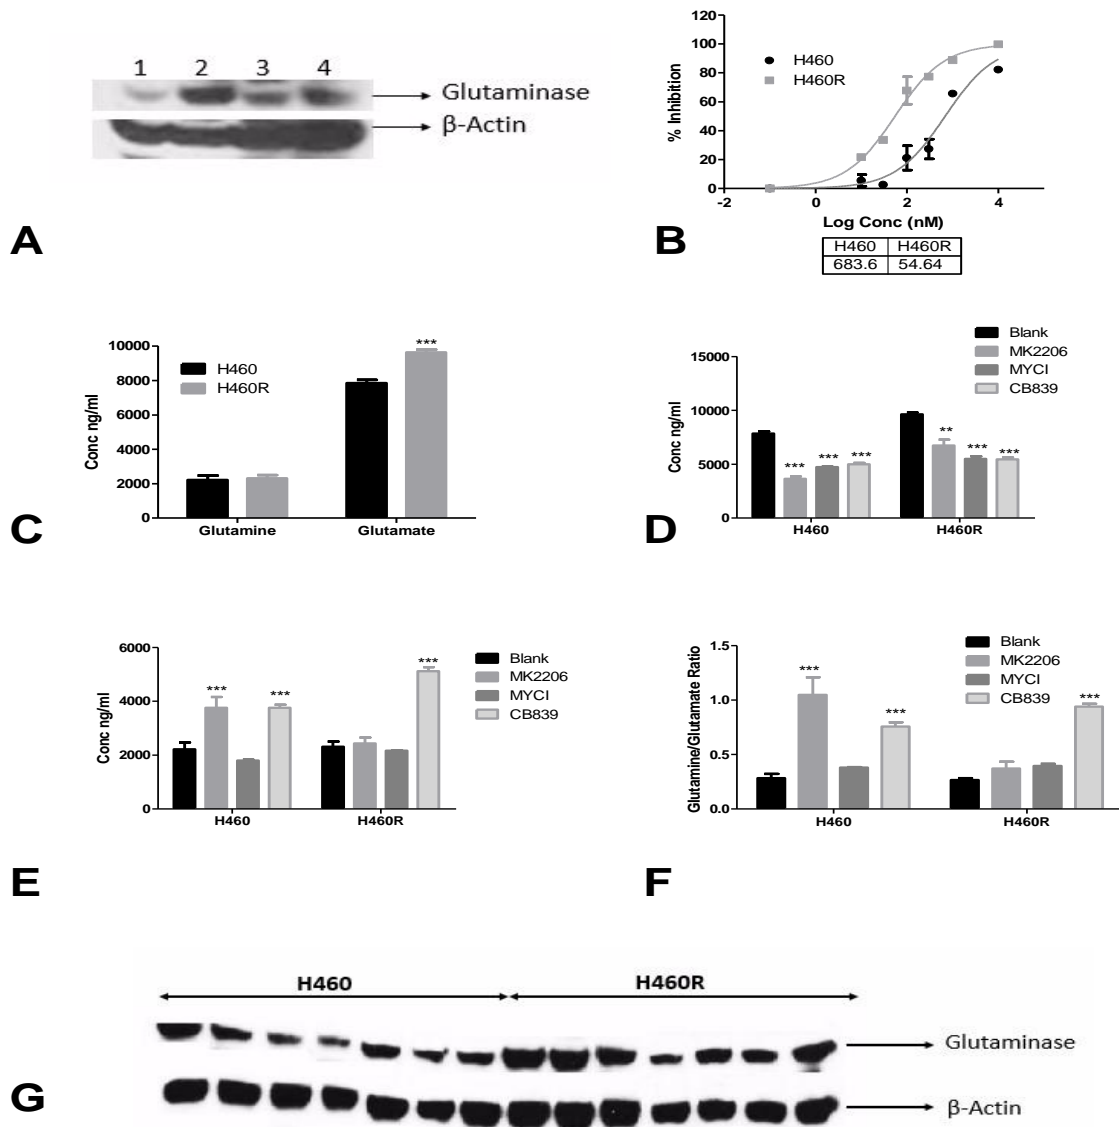 1 2 3 4
Glutaminase
β-Actin
A
120
100
80
60
40
20
0
% Inhibition
H460
H460R
-2 0 2 4
Log Conc (nM)
H460 H460R
683.6 54.64
B
10000
8000
6000
4000
2000
0
Conc ng/ml
H460
H460R
***
Glutamine Glutamate
C
15000
10000
5000
0
Conc ng/ml
Blank
MK2206
MYCI
CB839
*** *** *** ** *** ***
H460 H460R
D
6000
4000
2000
0
Conc ng/ml
Blank
MK2206
MYCI
CB839
*** *** ***
H460 H460R
E
1.5
1.0
0.5
0.0
Glutamine/Glutamate Ratio
Blank
MK2206
MYCI
CB839
*** *** ***
H460 H460R
F
H460 H460R
Glutaminase
β-Actin
G